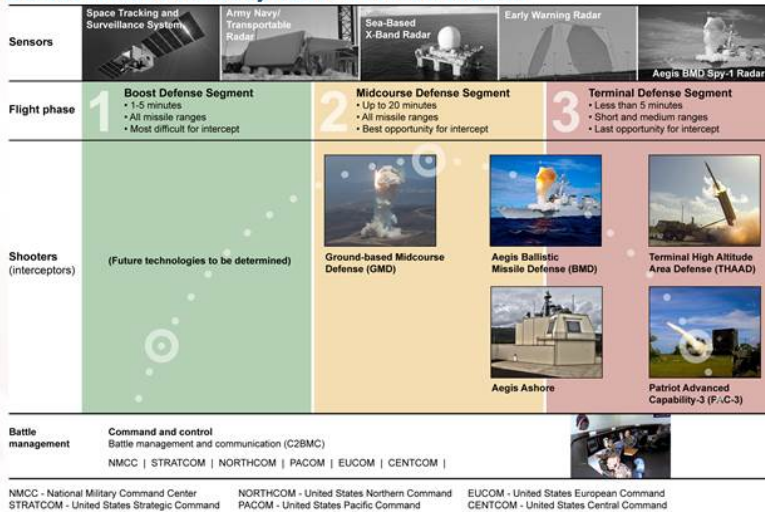 Sensors
Space Tracking and
Surveillance System
Army Navy/
Transportable
Radar
Sea-Based
X-Band Radar
Early Warning Radar
Aegis BMD Spy-1 Radar
Flight phase
1
Boost Defense Segment
• 1-5 minutes
• All missile ranges
• Most difficult for intercept
2
Midcourse Defense Segment
• Up to 20 minutes
• All missile ranges
• Best opportunity for intercept
3
Terminal Defense Segment
• Less than 5 minutes
• Short and medium ranges
• Last opportunity for intercept
Shooters
(interceptors)
(Future technologies to be determined)
Ground-based Midcourse
Defense (GMD)
Aegis Ballistic
Missile Defense (BMD)
Terminal High Altitude
Area Defense (THAAD)
Aegis Ashore
Patriot Advanced
Capability-3 (PAC-3)
Battle
management
Command and control
Battle management and communication (C2BMC)
NMCC | STRATCOM | NORTHCOM | PACOM | EUCOM | CENTCOM |
NMCC - National Military Command Center
STRATCOM - United States Strategic Command
NORTHCOM - United States Northern Command
PACOM - United States Pacific Command
EUCOM - United States European Command
CENTCOM - United States Central Command